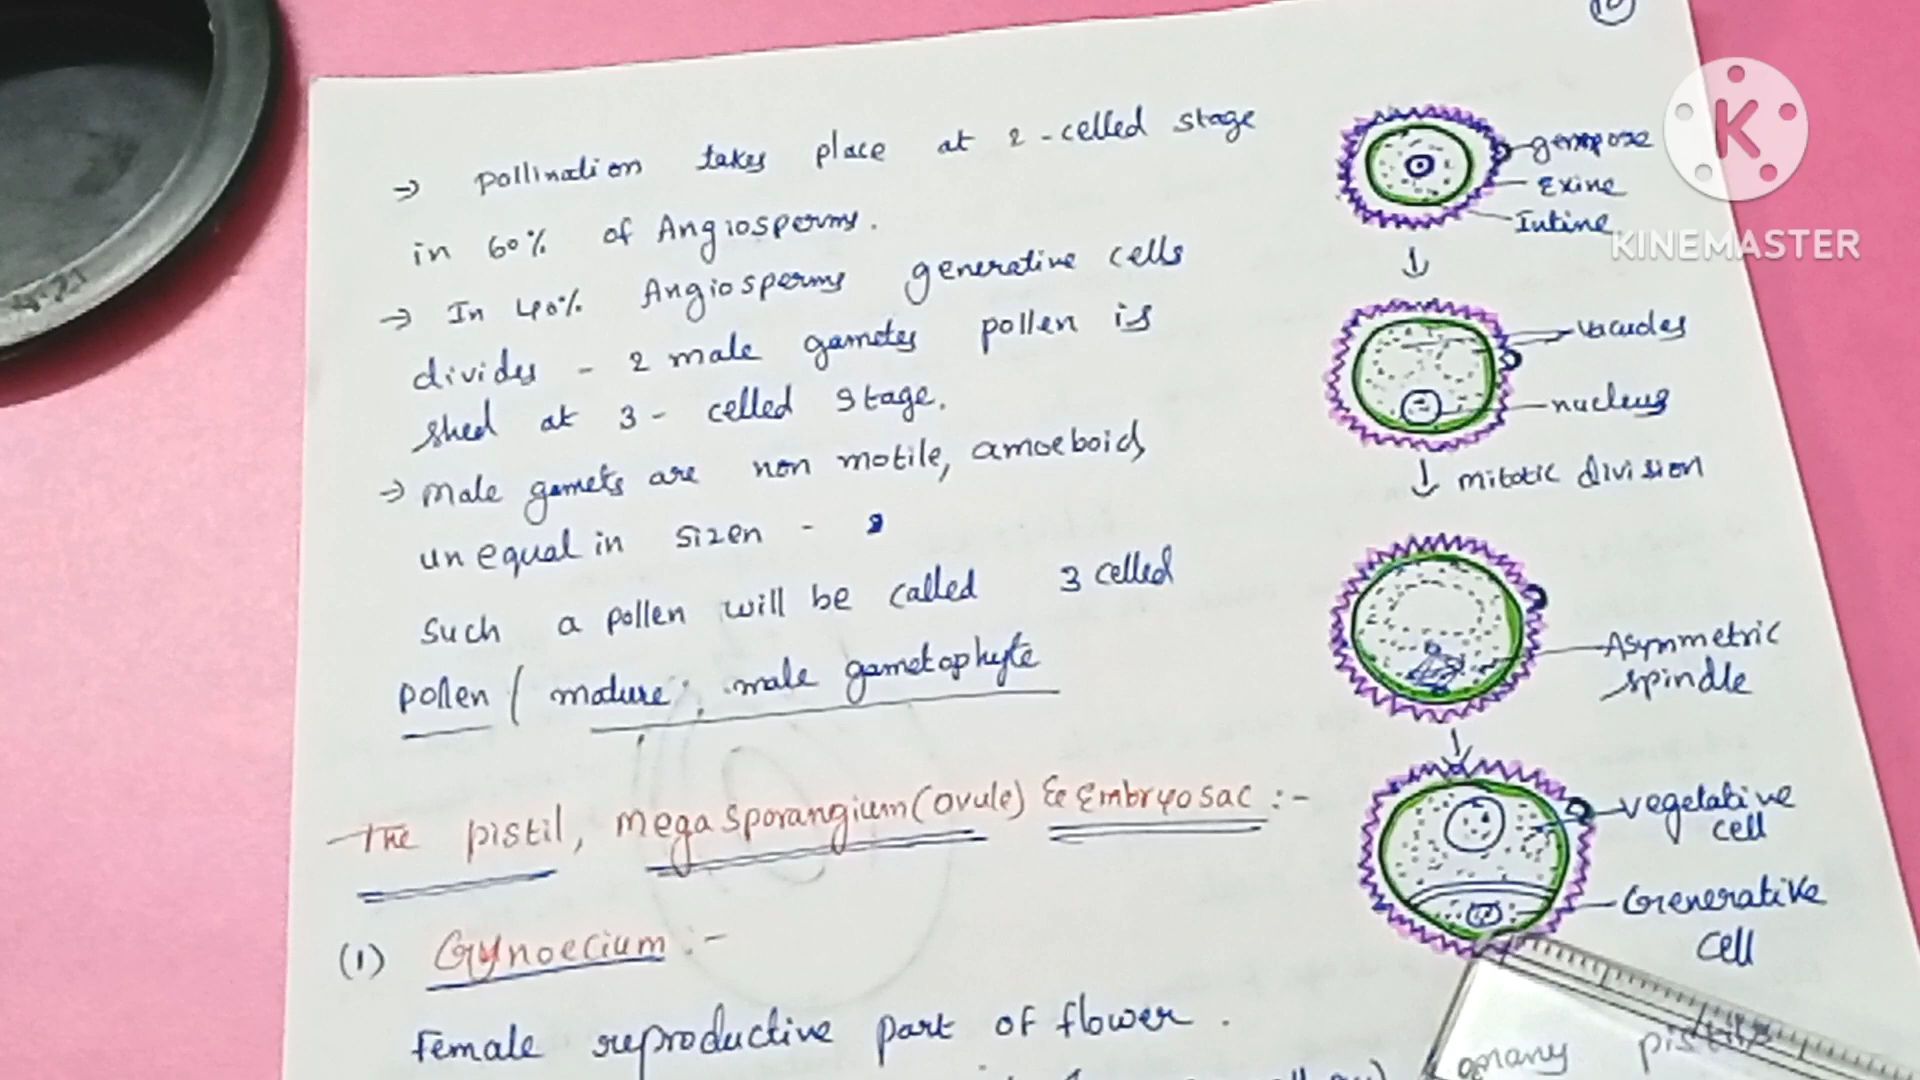 10
→ pollination takes place at 2-celled stage
in 60% of Angiosperms.
→ In 40% Angiosperms generative cells
divides - 2 male gametes pollen is
shed at 3 - celled stage.
→ Male gamets are non motile, amoeboid,
unequal in sizen -
Such a pollen will be called 3 celled
pollen / mature, male gametophyte
The pistil, Megasporangium (ovule) & Embryosac :-
(1) Gynoecium :-
Female reproductive part of flower.
Exine
Intine
↓
vacuoles
nucleus
↓ mitotic division
Asymmetric
spindle
↓
vegetative
cell
Generative
cell
pistils
K
KINEMASTER